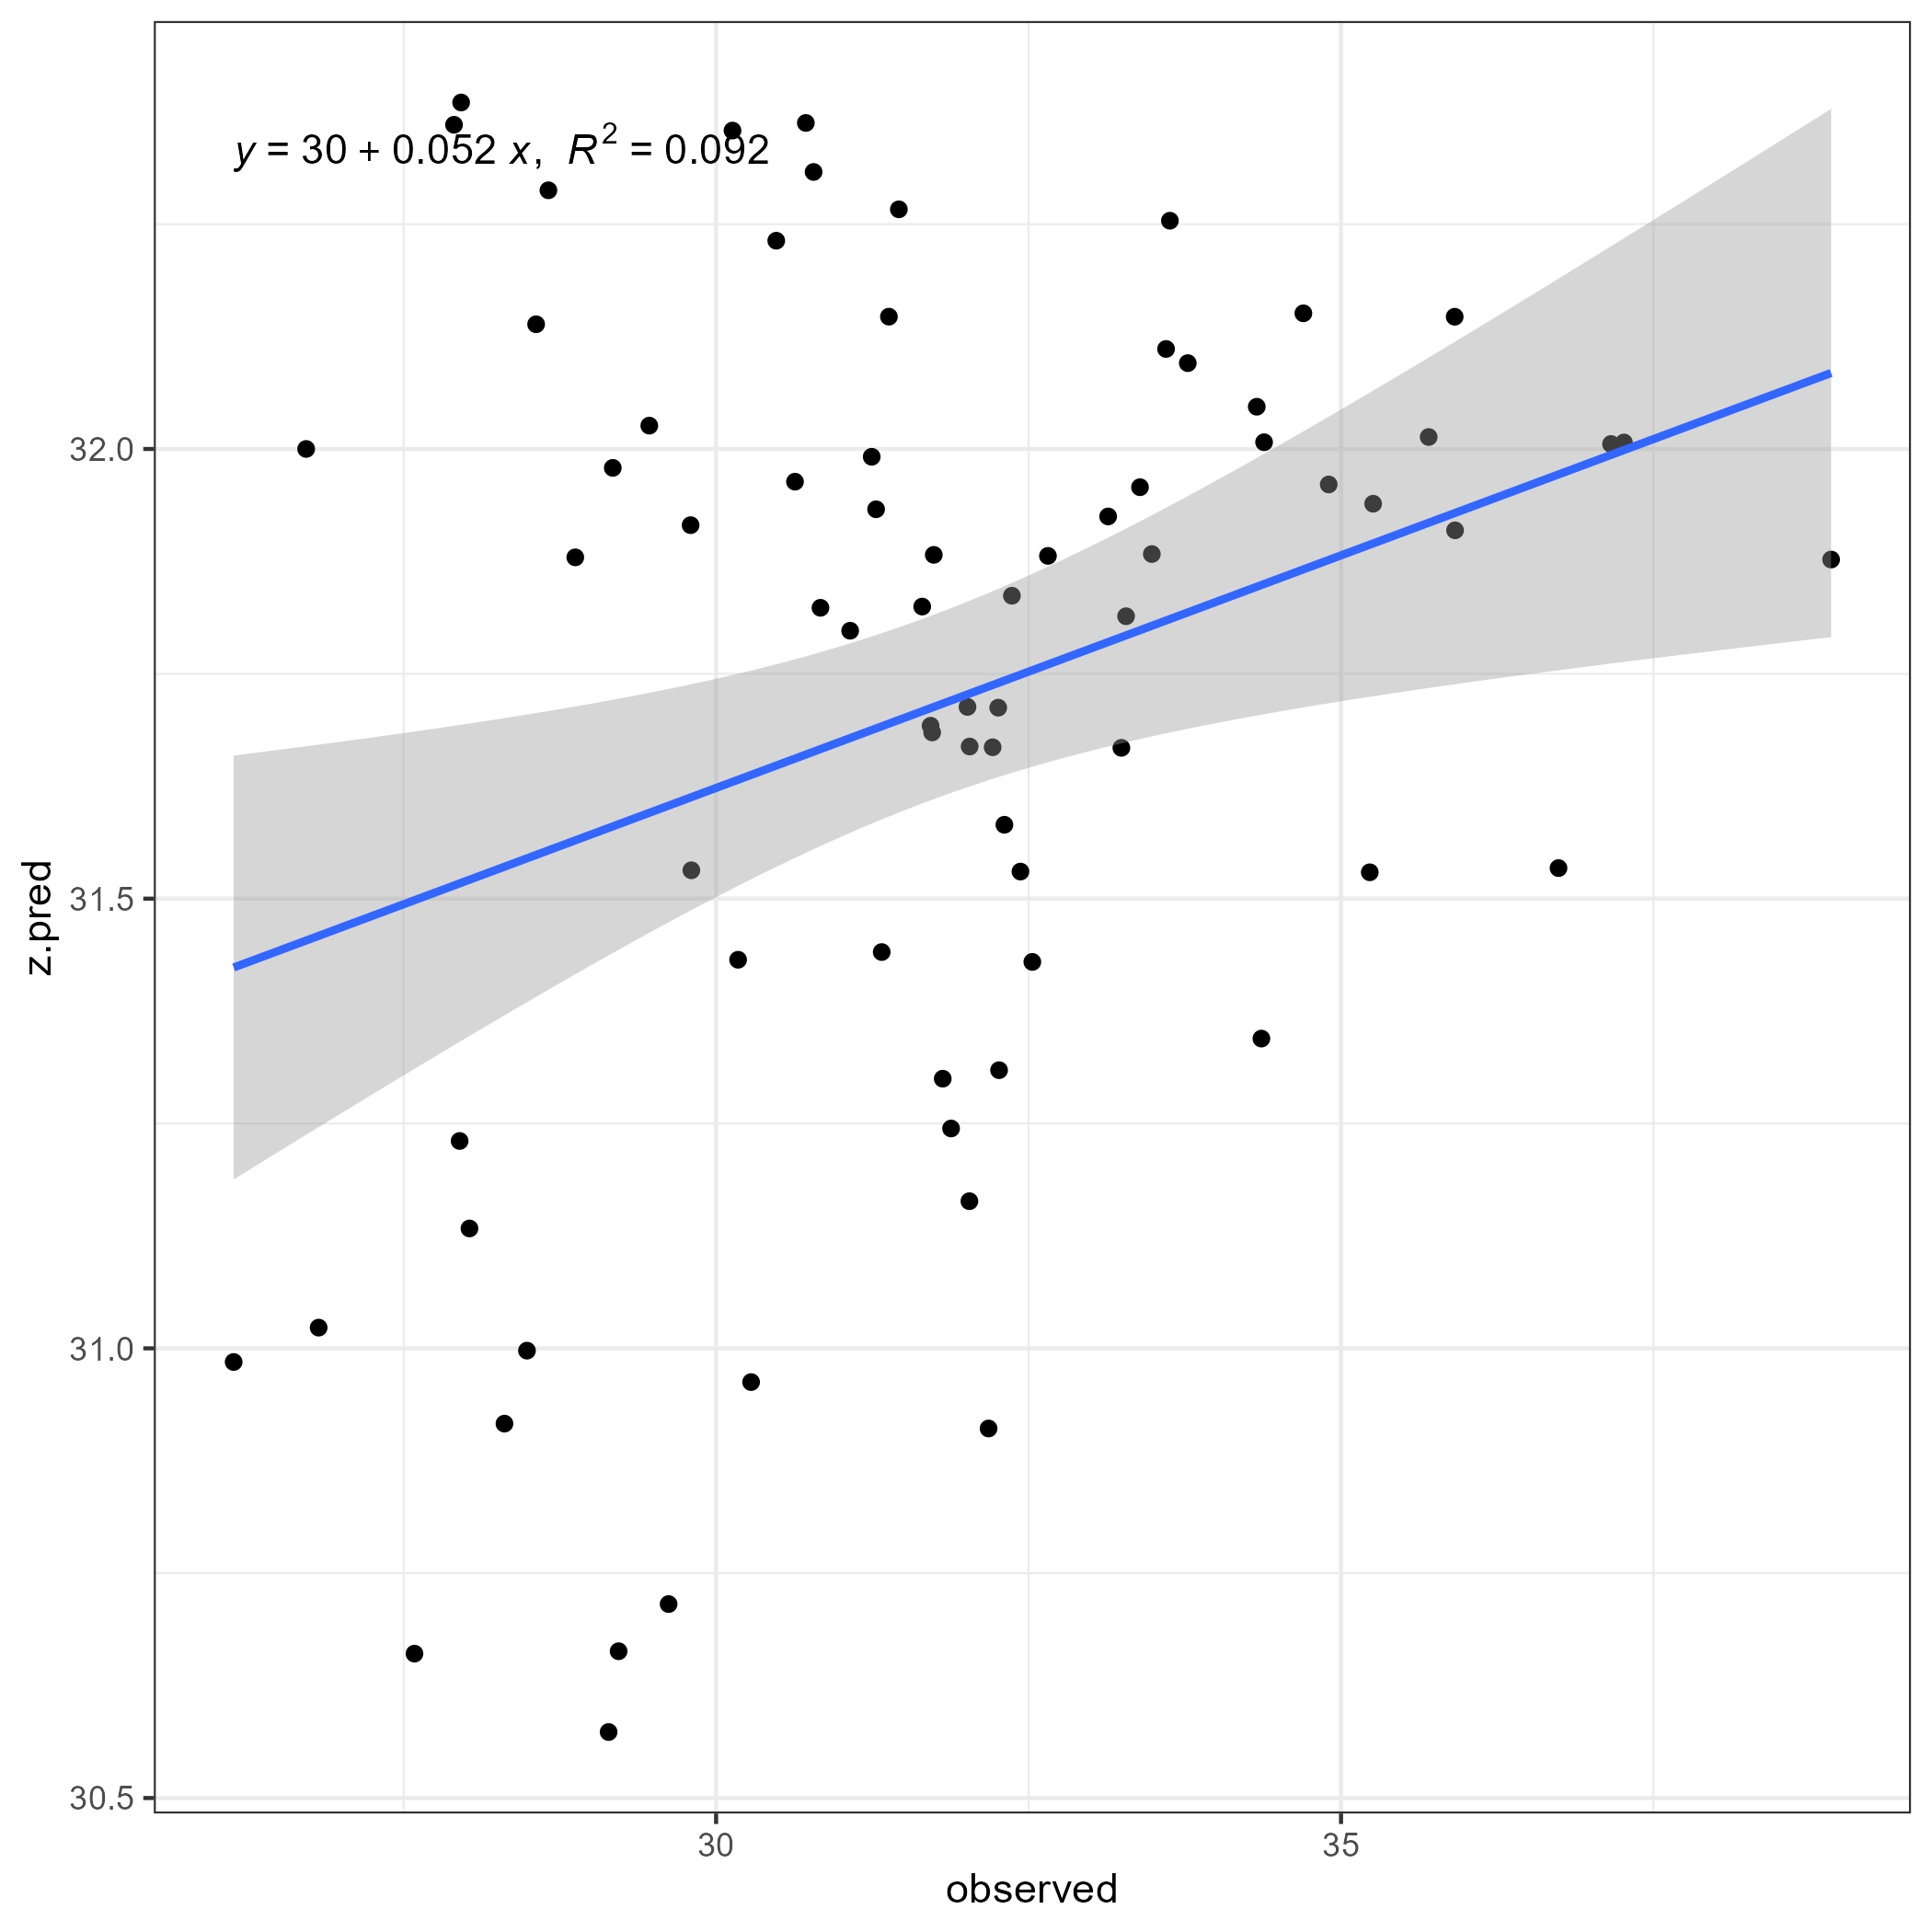 y = 30 + 0.052 x, R² = 0.092
32.0
31.5
31.0
30.5
z.pred
30 35
observed